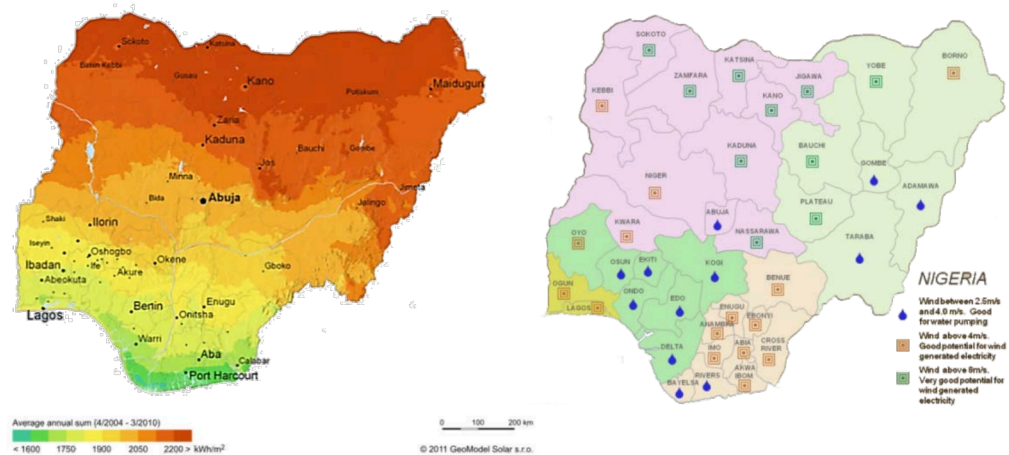 Sokoto
Katsina
Gusau
Kano
Potiskum
Maiduguri
Zaria
Kaduna
Jos
Bauchi
Gombe
Minna
Bida
Abuja
Jimeta
Jalingo
Shaki
Ilorin
Iseyin
Oshogbo
Ife
Ibadan
Akure
Okene
Gboko
Abeokuta
Lagos
Benin
Enugu
Onitsha
Warri
Aba
Calabar
Port Harcourt
Average annual sum (4/2004 - 3/2010)
< 1600 1750 1900 2050 2200 > kWh/m²
0 100 200 km
© 2011 GeoModel Solar s.r.o.
SOKOTO
KATSINA
ZAMFARA
JIGAWA
YOBE
BORNO
KEBBI
KANO
KADUNA
BAUCHI
GOMBE
NIGER
ADAMAWA
PLATEAU
ABUJA
KWARA
NASSARAWA
TARABA
OYO
OSUN
EKITI
KOGI
BENUE
OGUN
ONDO
EDO
LAGOS
ENUGU
EBONYI
ANAMBRA
DELTA
IMO
ABIA
CROSS
RIVER
AKWA
IBOM
RIVERS
BAYELSA
NIGERIA
Wind between 2.5m/s
and 4.0 m/s. Good
for water pumping
Wind above 4m/s.
Good potential for wind
generated electricity
Wind above 8m/s.
Very good potential for
wind generated
electricity